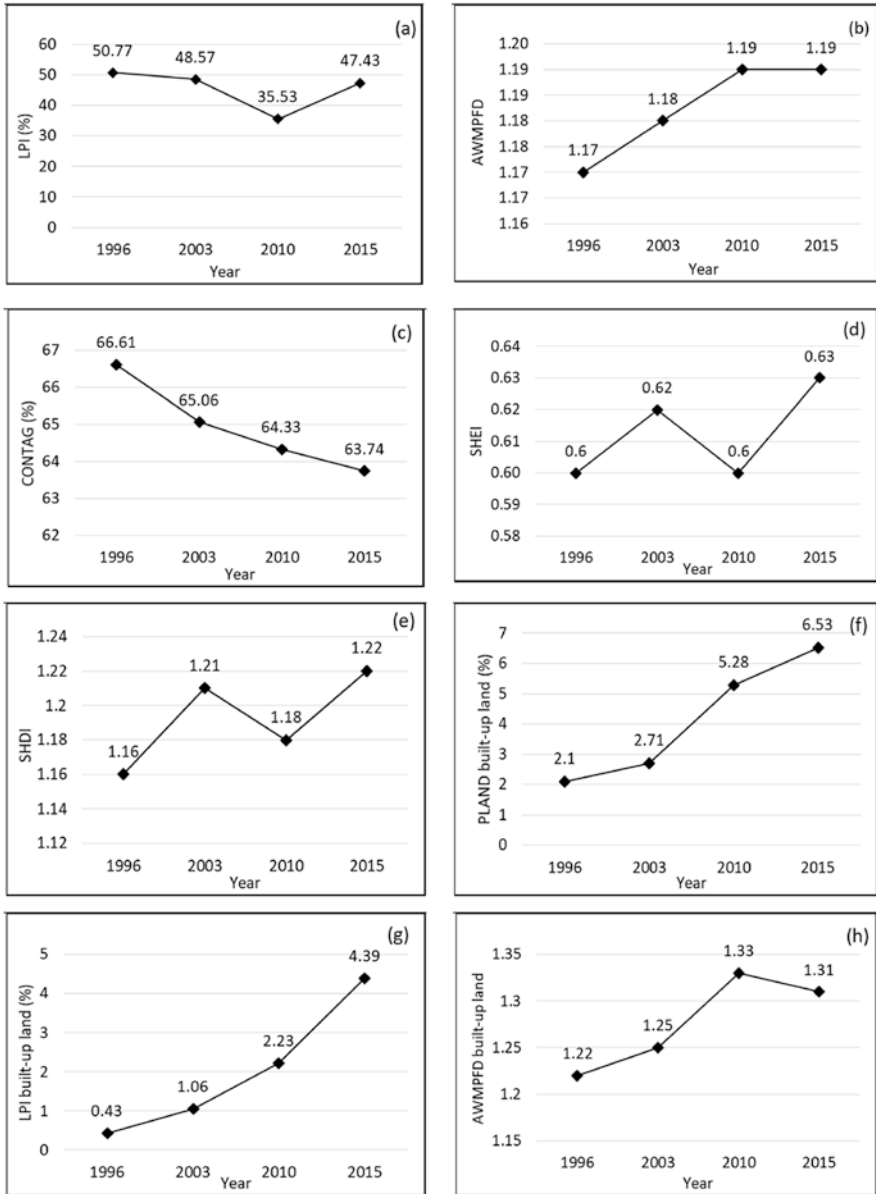 (a)
60
50
40
30
20
10
0
LPI (%)
50.77
48.57
35.53
47.43
1996 2003 2010 2015
Year
(b)
1.20
1.19
1.19
1.18
1.18
1.17
1.17
1.16
AWMPFD
1.17
1.18
1.19
1.19
1996 2003 2010 2015
Year
(c)
67
66
65
64
63
62
CONTAG (%)
66.61
65.06
64.33
63.74
1996 2003 2010 2015
Year
(d)
0.64
0.63
0.62
0.61
0.60
0.59
0.58
SHEI
0.6
0.62
0.6
0.63
1996 2003 2010 2015
Year
(e)
1.24
1.22
1.2
1.18
1.16
1.14
1.12
SHDI
1.16
1.21
1.18
1.22
1996 2003 2010 2015
Year
(f)
7
6
5
4
3
2
1
0
PLAND built-up land (%)
2.1
2.71
5.28
6.53
1996 2003 2010 2015
Year
(g)
5
4
3
2
1
0
LPI built-up land (%)
0.43
1.06
2.23
4.39
1996 2003 2010 2015
Year
(h)
1.35
1.3
1.25
1.2
1.15
AWMPFD built-up land
1.22
1.25
1.33
1.31
1996 2003 2010 2015
Year